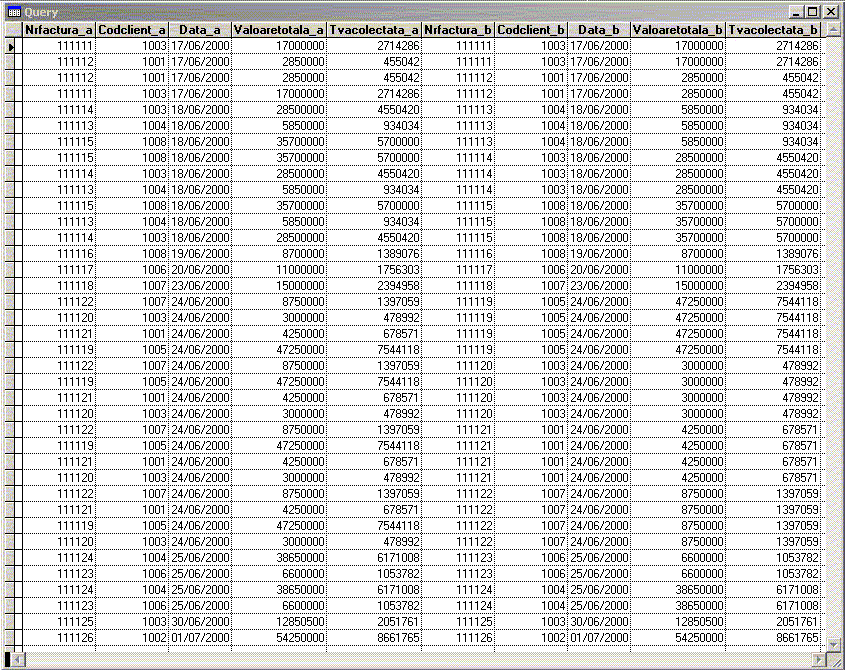 Query
Nrfactura_a Codclient_a Data_a Valoaretotala_a Tvacolectata_a Nrfactura_b Codclient_b Data_b Valoaretotala_b Tvacolectata_b
111111 1003 17/06/2000 17000000 2714286 111111 1003 17/06/2000 17000000 2714286
111112 1001 17/06/2000 2850000 455042 111111 1003 17/06/2000 17000000 2714286
111112 1001 17/06/2000 2850000 455042 111112 1001 17/06/2000 2850000 455042
111111 1003 17/06/2000 17000000 2714286 111112 1001 17/06/2000 2850000 455042
111114 1003 18/06/2000 28500000 4550420 111113 1004 18/06/2000 5850000 934034
111113 1004 18/06/2000 5850000 934034 111113 1004 18/06/2000 5850000 934034
111115 1008 18/06/2000 35700000 5700000 111113 1004 18/06/2000 5850000 934034
111115 1008 18/06/2000 35700000 5700000 111114 1003 18/06/2000 28500000 4550420
111114 1003 18/06/2000 28500000 4550420 111114 1003 18/06/2000 28500000 4550420
111113 1004 18/06/2000 5850000 934034 111114 1003 18/06/2000 28500000 4550420
111115 1008 18/06/2000 35700000 5700000 111115 1008 18/06/2000 35700000 5700000
111113 1004 18/06/2000 5850000 934034 111115 1008 18/06/2000 35700000 5700000
111114 1003 18/06/2000 28500000 4550420 111115 1008 18/06/2000 35700000 5700000
111116 1008 19/06/2000 8700000 1389076 111116 1008 19/06/2000 8700000 1389076
111117 1006 20/06/2000 11000000 1756303 111117 1006 20/06/2000 11000000 1756303
111118 1007 23/06/2000 15000000 2394958 111118 1007 23/06/2000 15000000 2394958
111122 1007 24/06/2000 8750000 1397059 111119 1005 24/06/2000 47250000 7544118
111120 1003 24/06/2000 3000000 478992 111119 1005 24/06/2000 47250000 7544118
111121 1001 24/06/2000 4250000 678571 111119 1005 24/06/2000 47250000 7544118
111119 1005 24/06/2000 47250000 7544118 111119 1005 24/06/2000 47250000 7544118
111122 1007 24/06/2000 8750000 1397059 111120 1003 24/06/2000 3000000 478992
111119 1005 24/06/2000 47250000 7544118 111120 1003 24/06/2000 3000000 478992
111121 1001 24/06/2000 4250000 678571 111120 1003 24/06/2000 3000000 478992
111120 1003 24/06/2000 3000000 478992 111120 1003 24/06/2000 3000000 478992
111122 1007 24/06/2000 8750000 1397059 111121 1001 24/06/2000 4250000 678571
111119 1005 24/06/2000 47250000 7544118 111121 1001 24/06/2000 4250000 678571
111121 1001 24/06/2000 4250000 678571 111121 1001 24/06/2000 4250000 678571
111120 1003 24/06/2000 3000000 478992 111121 1001 24/06/2000 4250000 678571
111122 1007 24/06/2000 8750000 1397059 111122 1007 24/06/2000 8750000 1397059
111121 1001 24/06/2000 4250000 678571 111122 1007 24/06/2000 8750000 1397059
111119 1005 24/06/2000 47250000 7544118 111122 1007 24/06/2000 8750000 1397059
111120 1003 24/06/2000 3000000 478992 111122 1007 24/06/2000 8750000 1397059
111124 1004 25/06/2000 38650000 6171008 111123 1006 25/06/2000 6600000 1053782
111123 1006 25/06/2000 6600000 1053782 111123 1006 25/06/2000 6600000 1053782
111124 1004 25/06/2000 38650000 6171008 111124 1004 25/06/2000 38650000 6171008
111123 1006 25/06/2000 6600000 1053782 111124 1004 25/06/2000 38650000 6171008
111125 1003 30/06/2000 12850500 2051761 111125 1003 30/06/2000 12850500 2051761
111126 1002 01/07/2000 54250000 8661765 111126 1002 01/07/2000 54250000 8661765